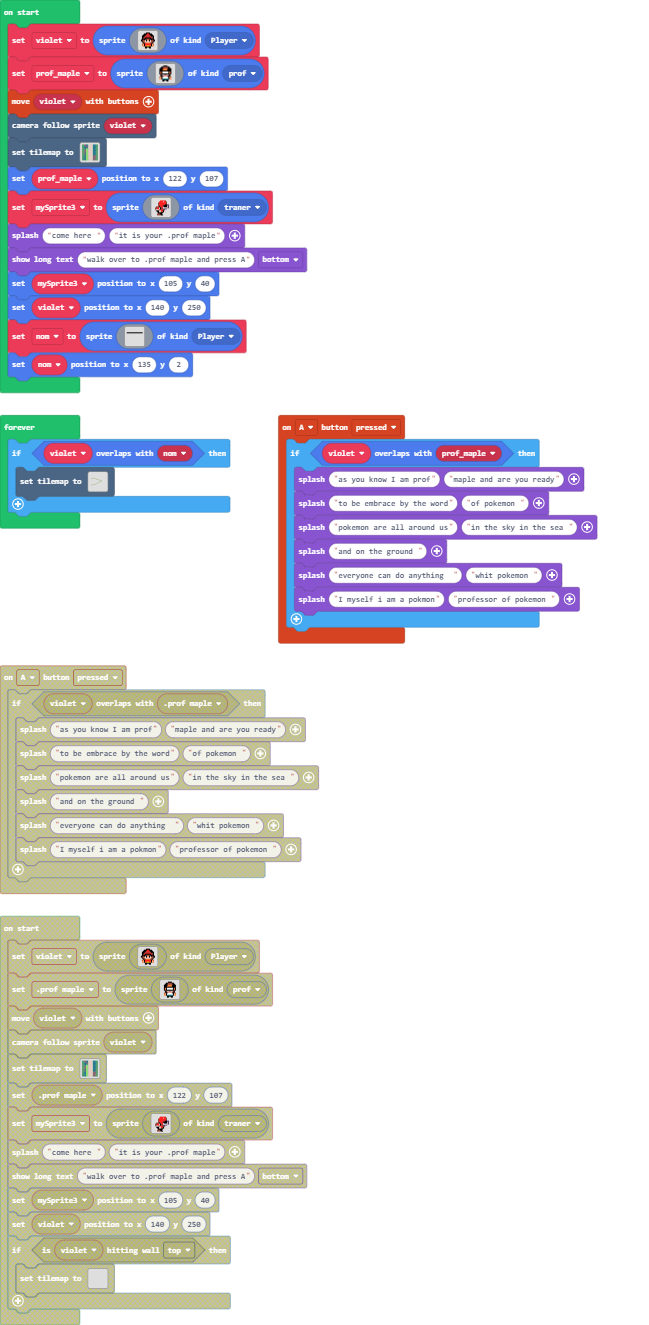 on start
set violet to sprite of kind Player
set prof_maple to sprite of kind prof
move violet with buttons
camera follow sprite violet
set tilemap to
set prof_maple position to x 122 y 107
set mySprite3 to sprite of kind traner
splash "come here " "it is your .prof maple"
show long text "walk over to .prof maple and press A" bottom
set mySprite3 position to x 105 y 40
set violet position to x 140 y 250
set nom to sprite of kind Player
set nom position to x 135 y 2
forever
if violet overlaps with nom then
set tilemap to
on A button pressed
if violet overlaps with prof_maple then
splash "as you know I am prof" "maple and are you ready"
splash "to be embrace by the word" "of pokemon "
splash "pokemon are all around us" "in the sky in the sea "
splash "and on the ground "
splash "everyone can do anything " "whit pokemon "
splash "I myself i am a pokmon" "professor of pokemon "
on A button pressed
if violet overlaps with .prof maple then
splash "as you know I am prof" "maple and are you ready"
splash "to be embrace by the word" "of pokemon "
splash "pokemon are all around us" "in the sky in the sea "
splash "and on the ground "
splash "everyone can do anything " "whit pokemon "
splash "I myself i am a pokmon" "professor of pokemon "
on start
set violet to sprite of kind Player
set .prof maple to sprite of kind prof
move violet with buttons
camera follow sprite violet
set tilemap to
set .prof maple position to x 122 y 107
set mySprite3 to sprite of kind traner
splash "come here " "it is your .prof maple"
show long text "walk over to .prof maple and press A" bottom
set mySprite3 position to x 105 y 40
set violet position to x 140 y 250
if is violet hitting wall top then
set tilemap to